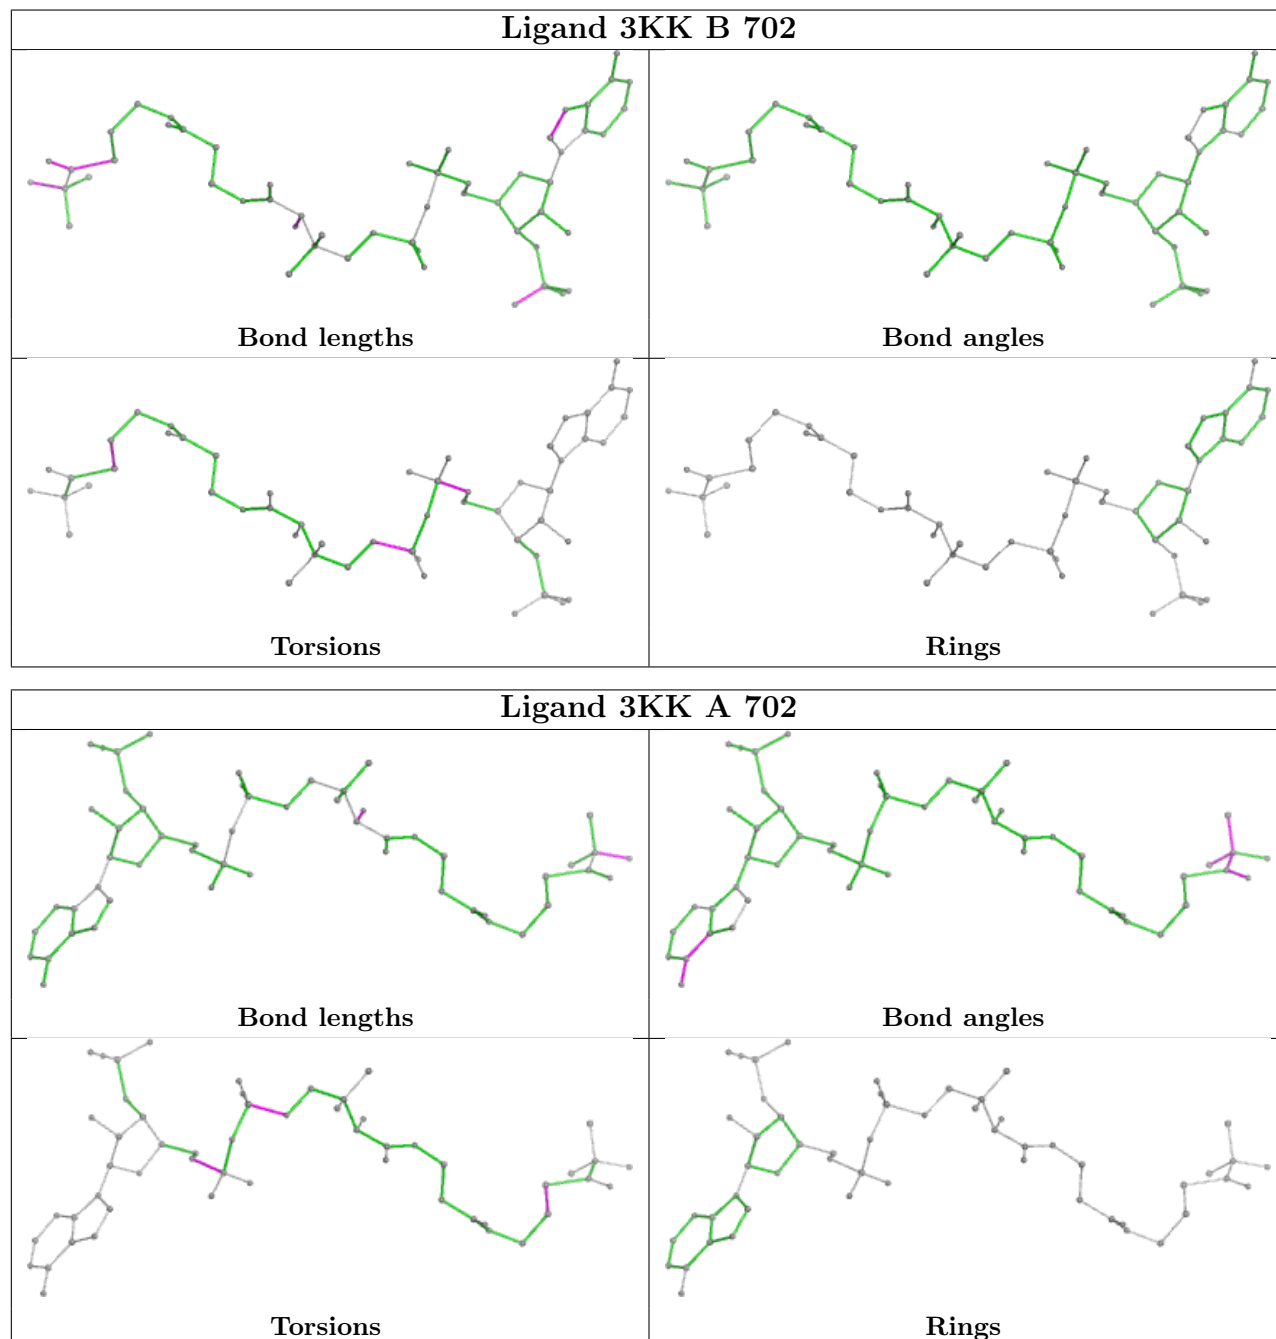 Ligand 3KK B 702
Bond lengths
Bond angles
Torsions
Rings
Ligand 3KK A 702
Bond lengths
Bond angles
Torsions
Rings